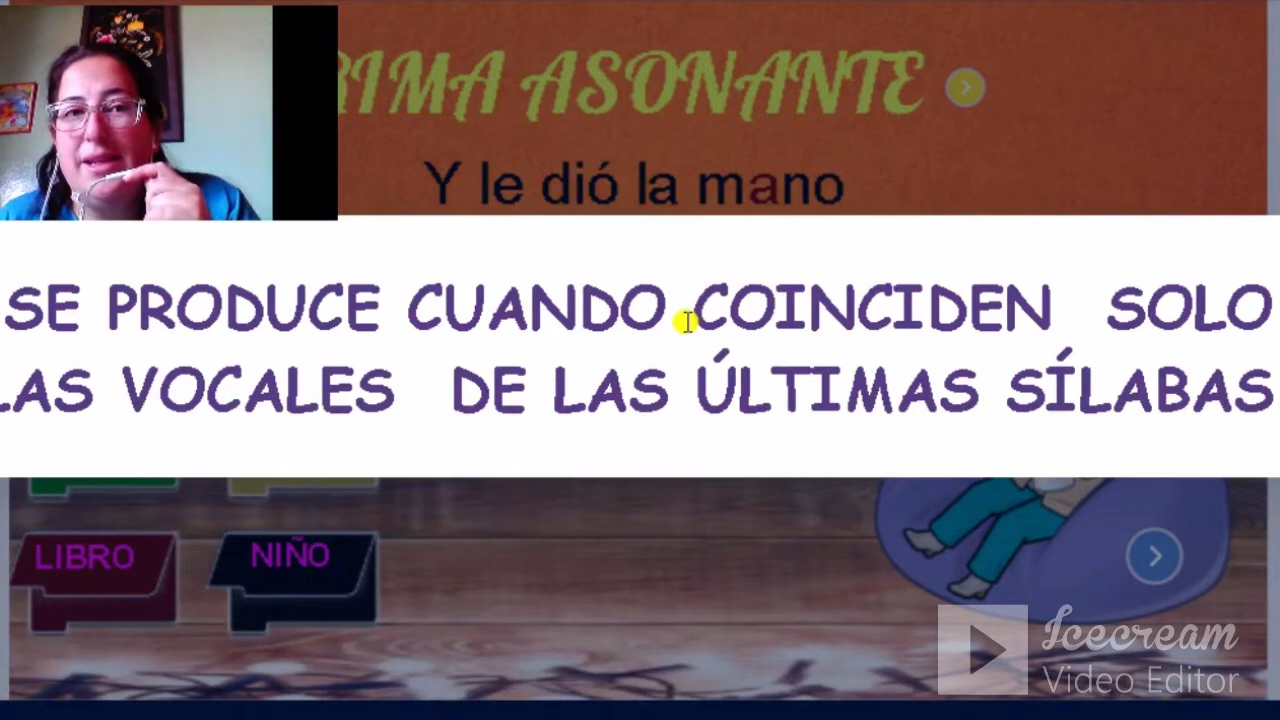 RIMA ASONANTE
Y le dió la mano
SE PRODUCE CUANDO COINCIDEN SOLO
LAS VOCALES DE LAS ÚLTIMAS SÍLABAS
LIBRO
NIÑO
Icecream
Video Editor